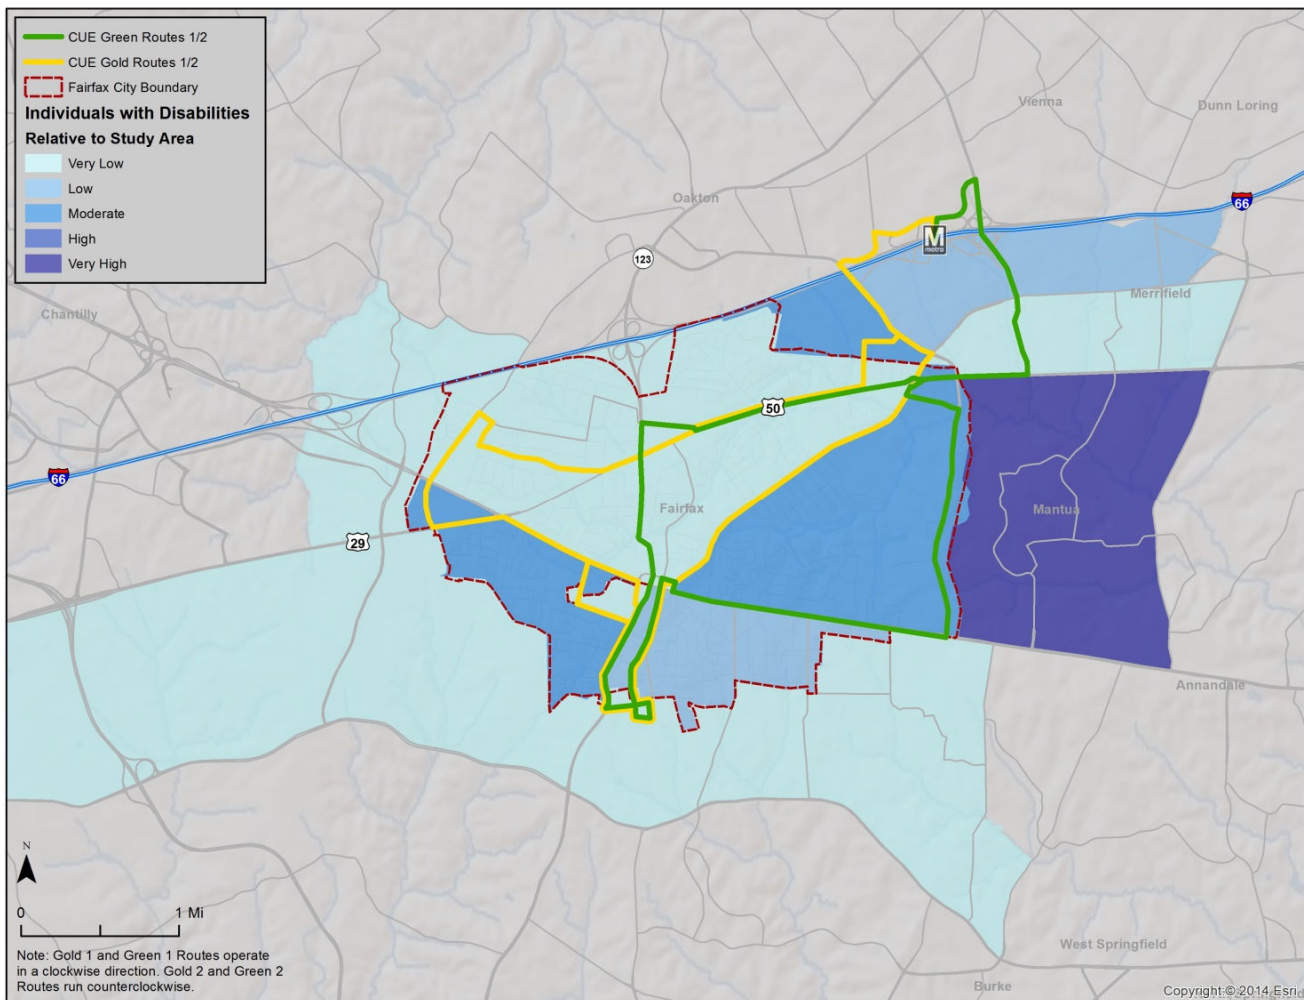 CUE Green Routes 1/2
CUE Gold Routes 1/2
Fairfax City Boundary
Individuals with Disabilities
Relative to Study Area
Very Low
Low
Moderate
High
Very High
Vienna
Dunn Loring
Oakton
66
M
metro
123
Merrifield
Chantilly
50
66
Fairfax
Mantua
29
Annandale
N
0
1 Mi
Note: Gold 1 and Green 1 Routes operate
in a clockwise direction. Gold 2 and Green 2
Routes run counterclockwise.
West Springfield
Burke
Copyright:© 2014 Esri